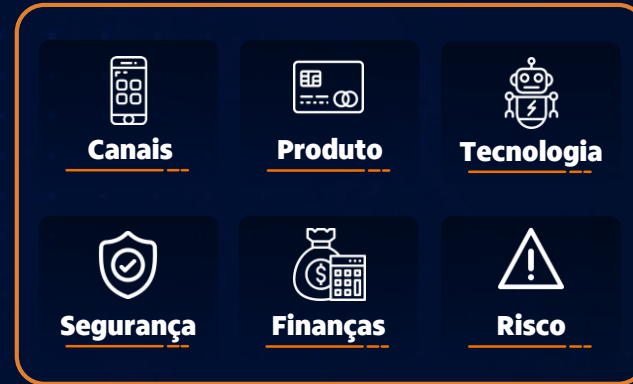 Canais
Produto
Tecnologia
Segurança
Finanças
Risco